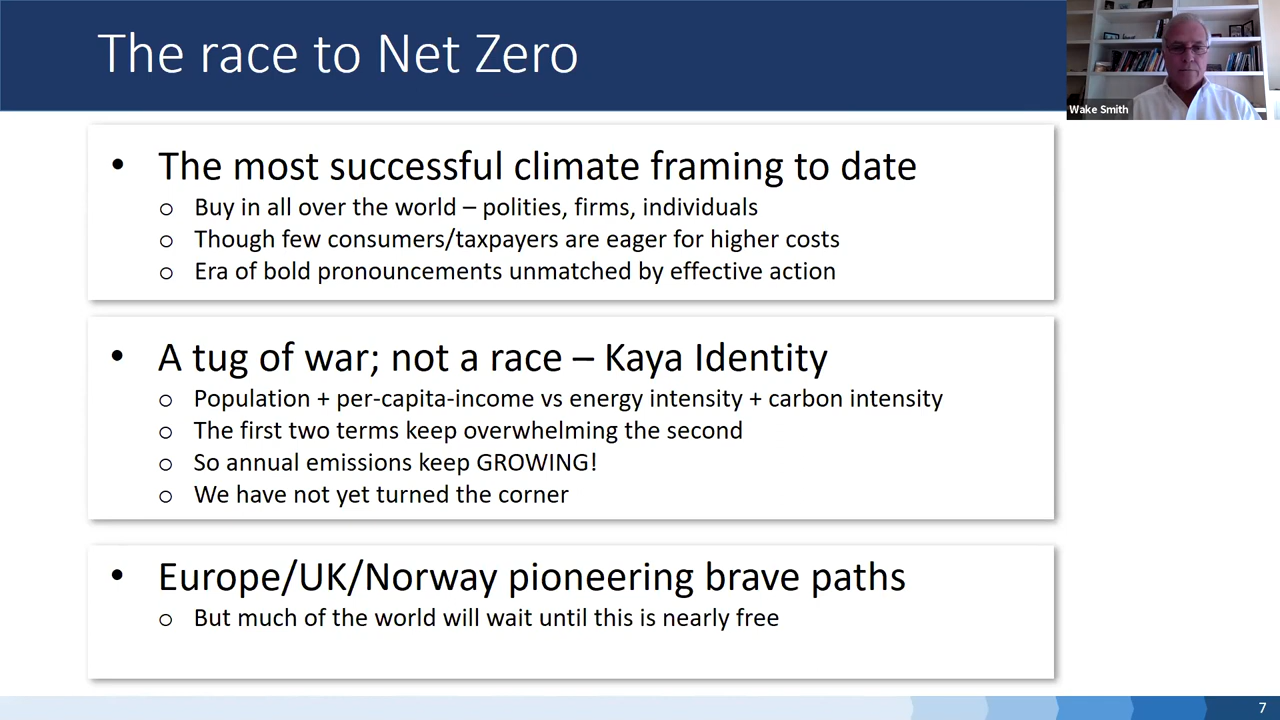 The race to Net Zero
Wake Smith
• The most successful climate framing to date
o Buy in all over the world – polities, firms, individuals
o Though few consumers/taxpayers are eager for higher costs
o Era of bold pronouncements unmatched by effective action
• A tug of war; not a race – Kaya Identity
o Population + per-capita-income vs energy intensity + carbon intensity
o The first two terms keep overwhelming the second
o So annual emissions keep GROWING!
o We have not yet turned the corner
• Europe/UK/Norway pioneering brave paths
o But much of the world will wait until this is nearly free
7